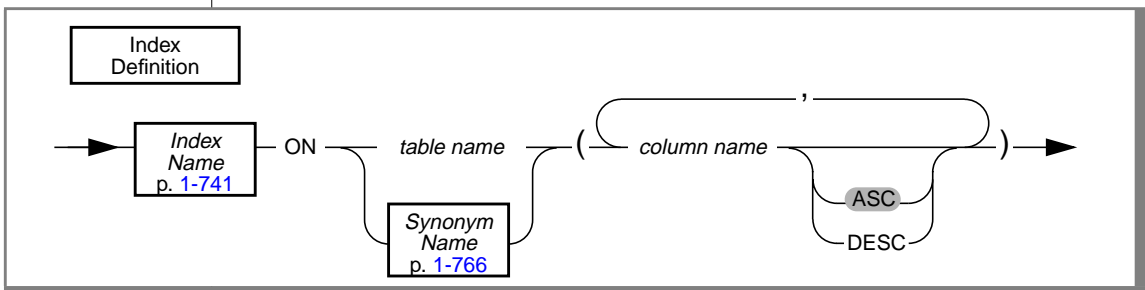 Index
Definition
,
Index
Name
p. 1-741
ON
table name
(
column name
)
ASC
Synonym
Name
p. 1-766
DESC